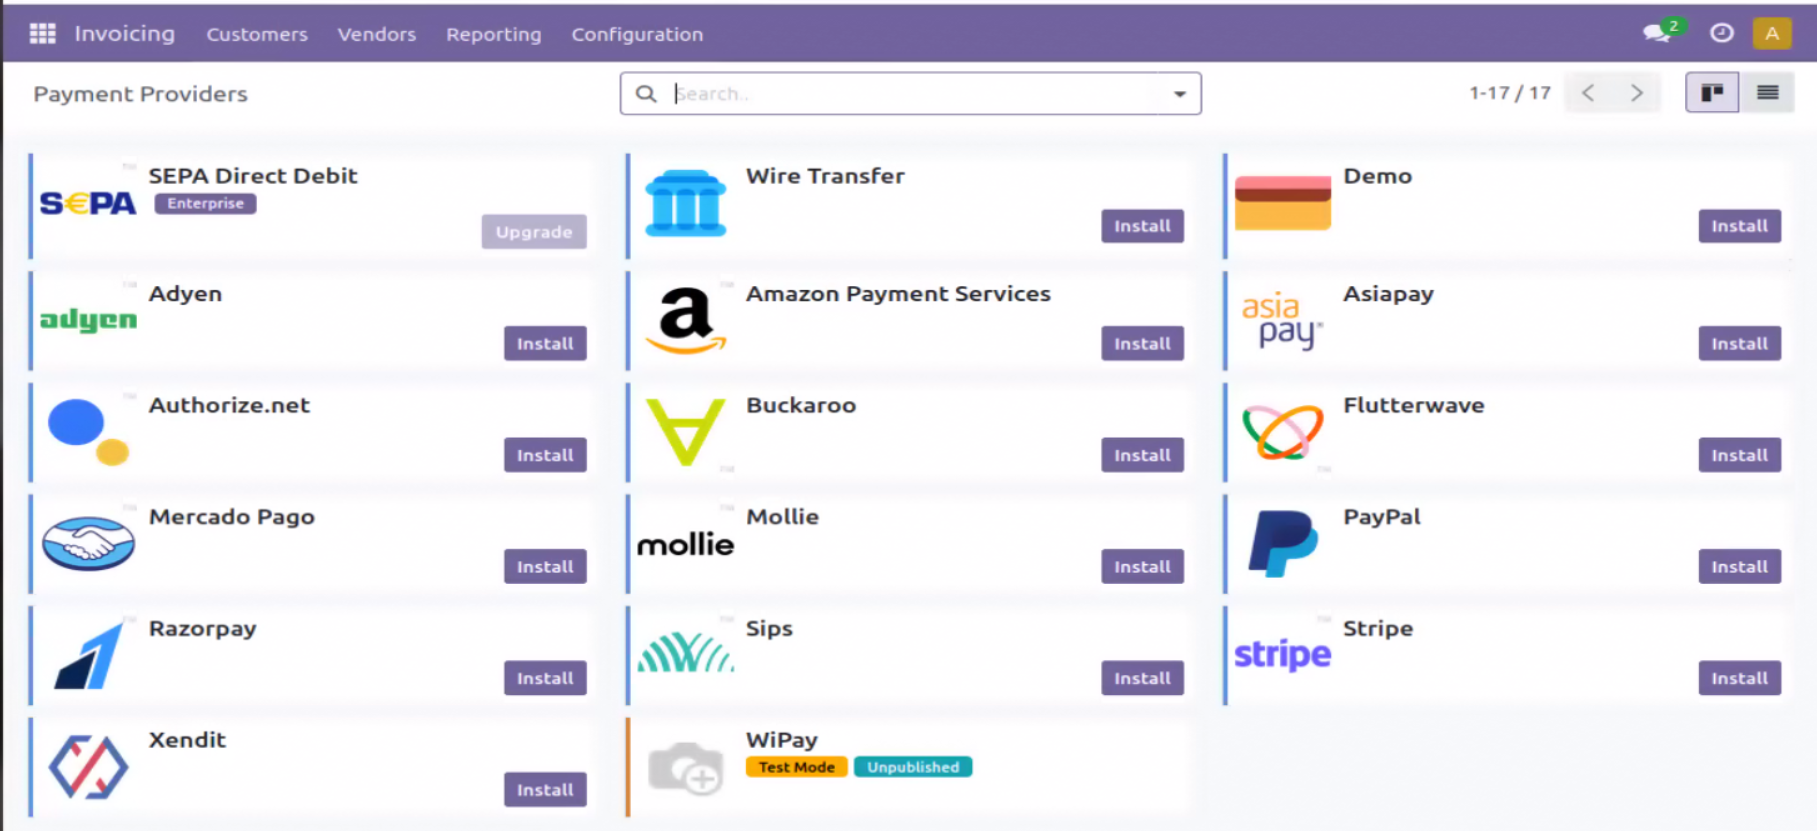 Invoicing Customers Vendors Reporting Configuration 2 A
Payment Providers Search.. 1-17 / 17
SEPA SEPA Direct Debit
Enterprise
Upgrade
Wire Transfer
Install
Demo
Install
adyen Adyen
Install
a Amazon Payment Services
Install
asia pay Asiapay
Install
Authorize.net
Install
Buckaroo
Install
Flutterwave
Install
Mercado Pago
Install
mollie Mollie
Install
PayPal
Install
Razorpay
Install
Sips
Install
stripe Stripe
Install
Xendit
Install
WiPay
Test Mode Unpublished